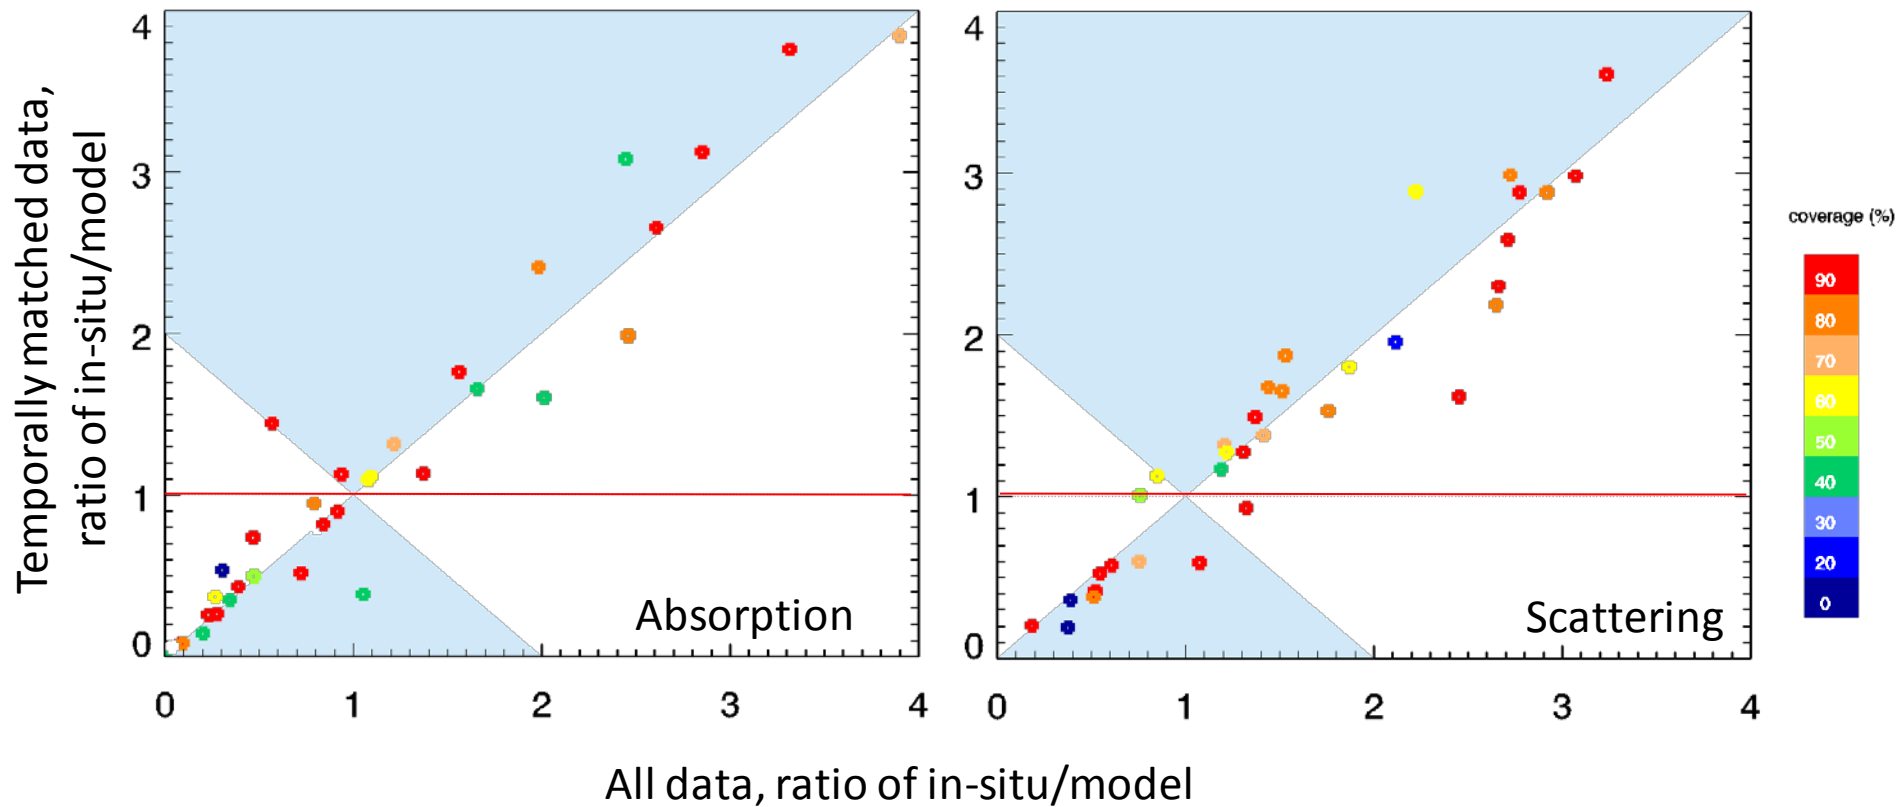 Temporally matched data,
ratio of in-situ/model
4
3
2
1
0
0 1 2 3 4
Absorption
4
3
2
1
0
0 1 2 3 4
Scattering
All data, ratio of in-situ/model
coverage (%)
90
80
70
60
50
40
30
20
0